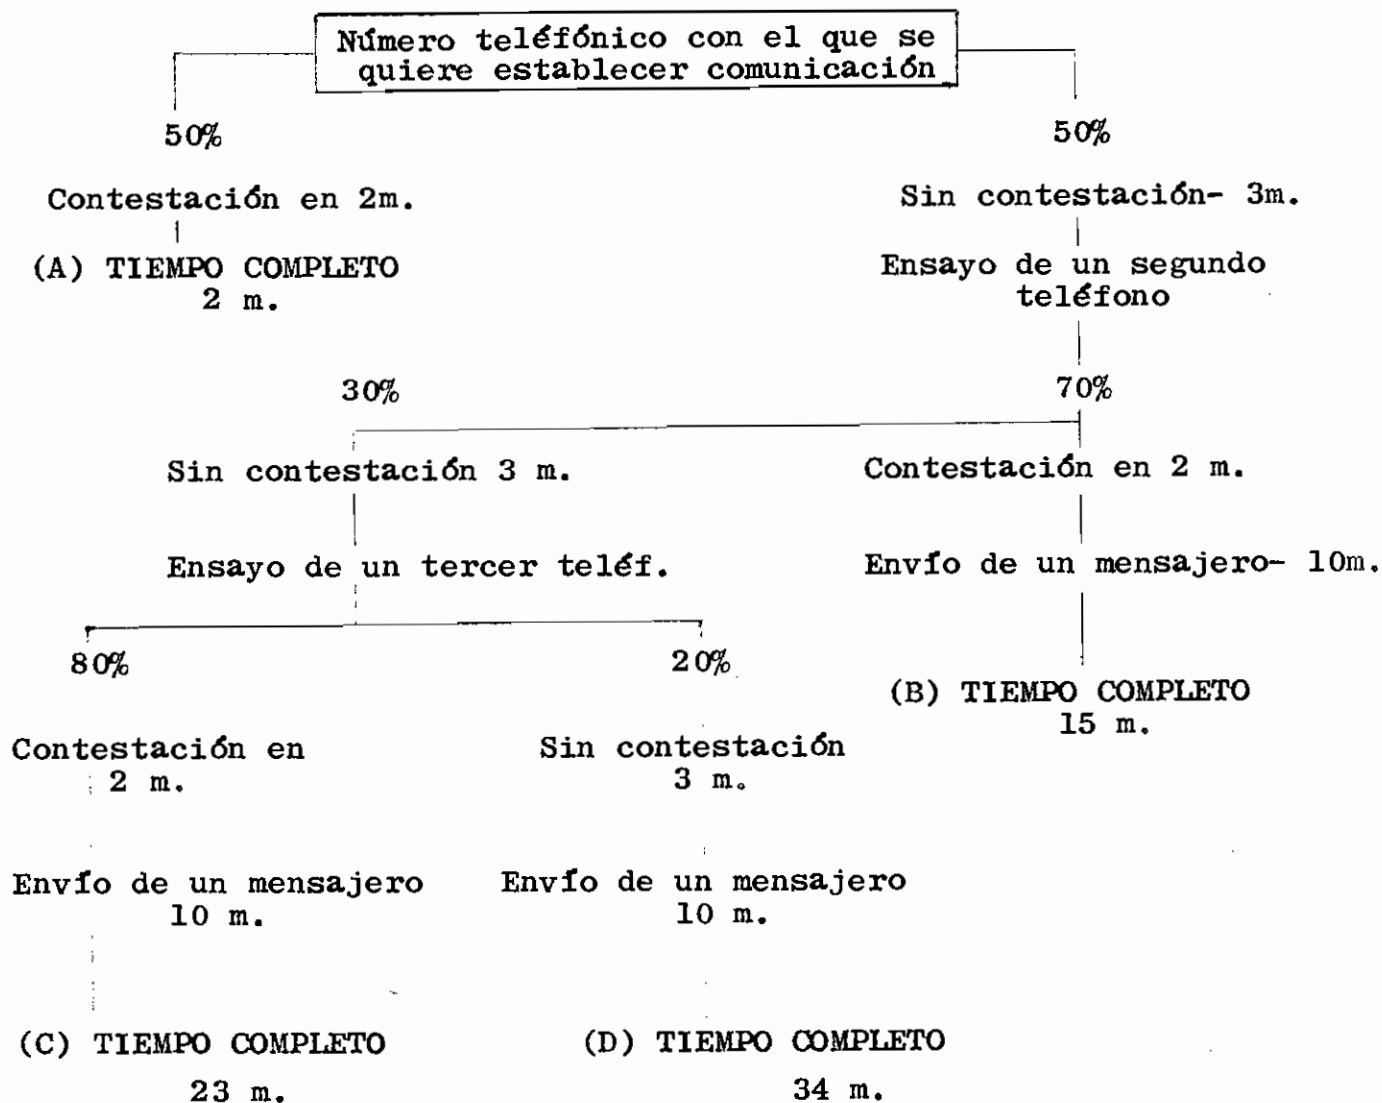 Número teléfónico con el que se
quiere establecer comunicación
50%
50%
Contestación en 2m.
Sin contestación- 3m.
(A) TIEMPO COMPLETO
2 m.
Ensayo de un segundo
teléfono
30%
70%
Sin contestación 3 m.
Contestación en 2 m.
Ensayo de un tercer teléf.
Envío de un mensajero- 10m.
80%
20%
(B) TIEMPO COMPLETO
15 m.
Contestación en
2 m.
Sin contestación
3 m.
Envío de un mensajero
10 m.
Envío de un mensajero
10 m.
(C) TIEMPO COMPLETO
23 m.
(D) TIEMPO COMPLETO
34 m.